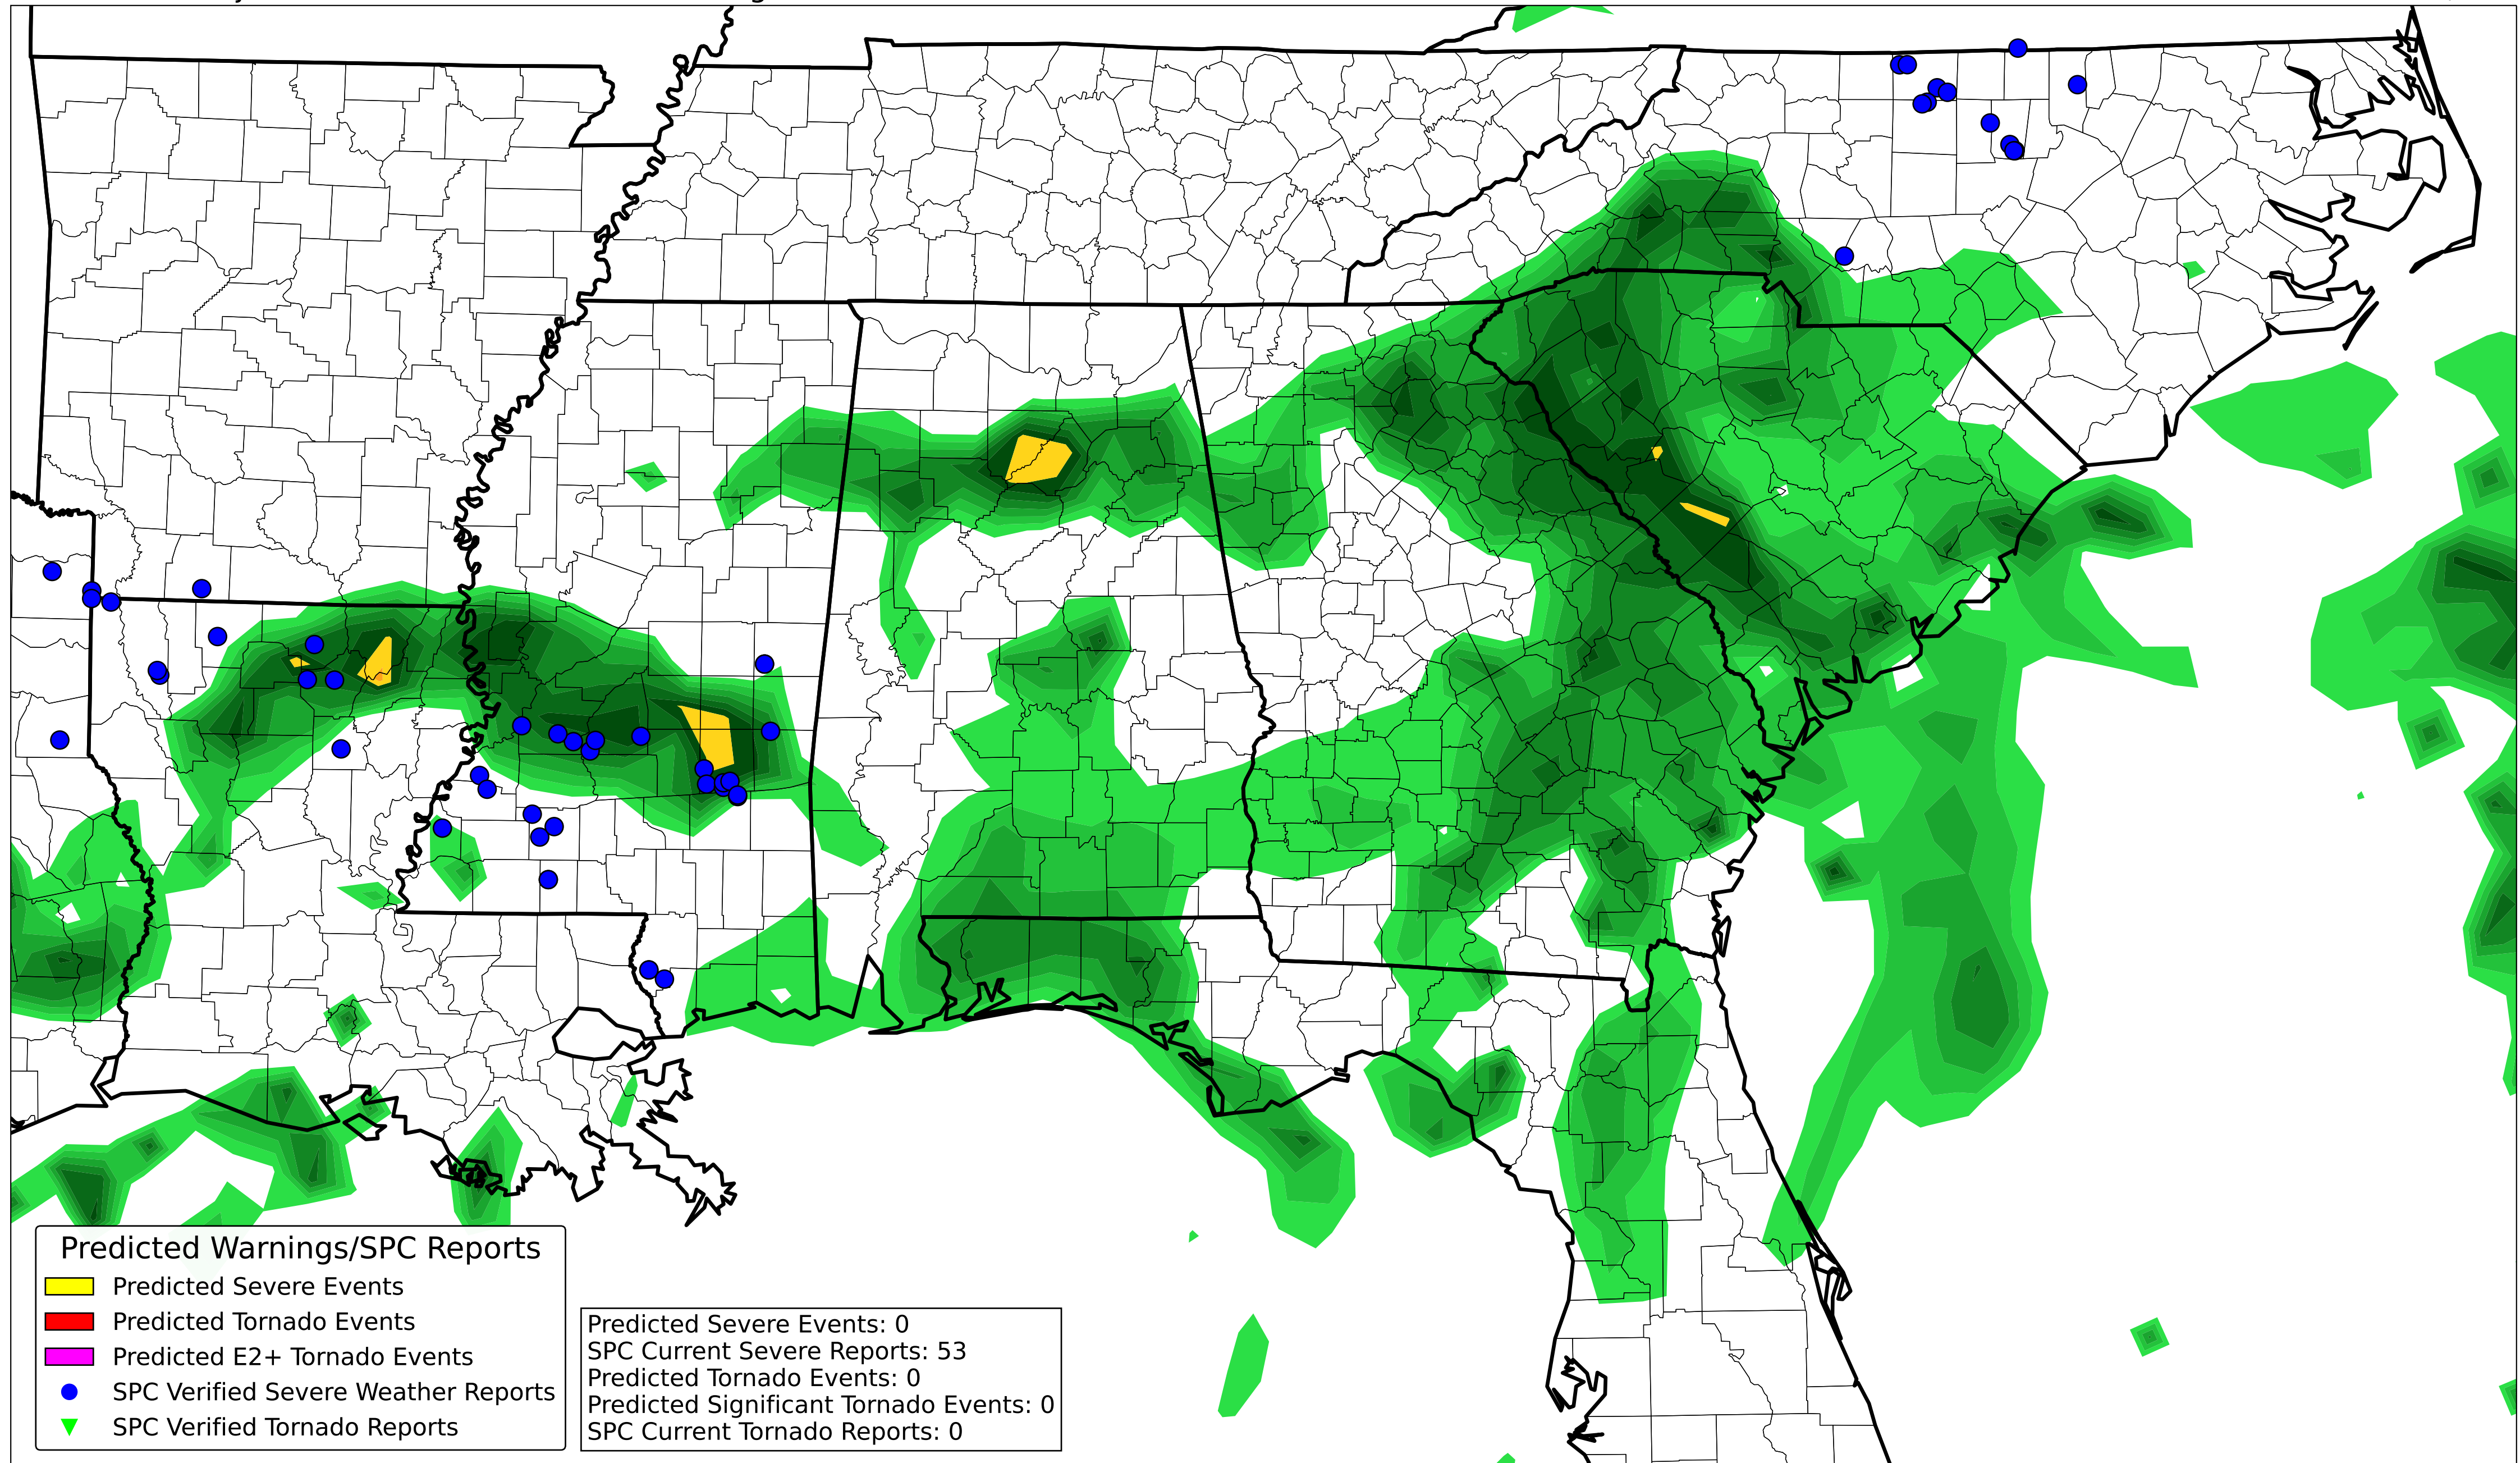 Predicted Warnings/SPC Reports
Predicted Severe Events
Predicted Tornado Events
Predicted E2+ Tornado Events
SPC Verified Severe Weather Reports
SPC Verified Tornado Reports
Predicted Severe Events: 0
SPC Current Severe Reports: 53
Predicted Tornado Events: 0
Predicted Significant Tornado Events: 0
SPC Current Tornado Reports: 0